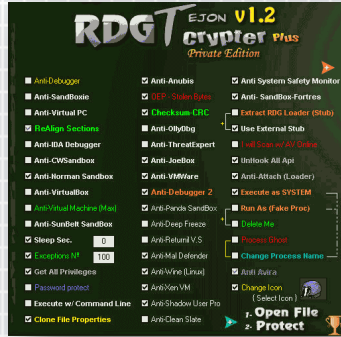 RDG TEJON v1.2
Crypter Plus
Private Edition
Anti-Debugger
Anti-SandBoxie
Anti-Virtual PC
ReAlign Sections
Anti-IDA Debugger
Anti-CWSandbox
Anti-Norman Sandbox
Anti-VirtualBox
Anti-Virtual Machine (Max)
Anti-SunBelt SandBox
Sleep Sec. 0
Exceptions Nº 100
Get All Privileges
Password protect
Execute w/ Command Line
Clone File Properties
Anti-Anubis
OEP - Stolen Bytes
Checksum-CRC
Anti-OllyDbg
Anti-ThreatExpert
Anti-JoeBox
Anti-VMWare
Anti-Debugger 2
Anti-Panda SandBox
Anti-Deep Freeze
Anti-Returnil V.S
Anti-Mal Defender
Anti-Wine (Linux)
Anti-Xen VM
Anti-Shadow User Pro
Anti-Clean Slate
Anti System Safety Monitor
Anti- SandBox-Fortres
Extract RDG Loader (Stub)
Use External Stub
I will Scan w/ AV Online
UnHook All Api
Anti-Attach (Loader)
Execute as SYSTEM
Run As (Fake Proc)
Delete Me
Process Ghost
Change Process Name
Anti Avira
Change Icon
( Select Icon )
1- Open File
2- Protect